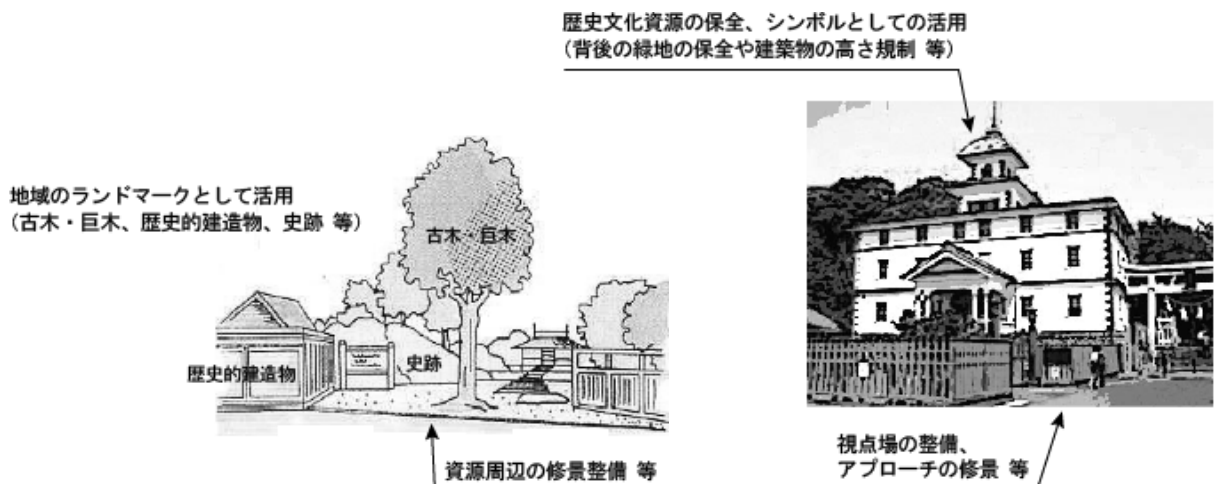 歴史文化資源の保全、シンボルとしての活用
（背後の緑地の保全や建築物の高さ規制 等）
地域のランドマークとして活用
（古木・巨木、歴史的建造物、史跡 等）
古木・巨木
史跡
歴史的建造物
資源周辺の修景整備 等
視点場の整備、
アプローチの修景 等